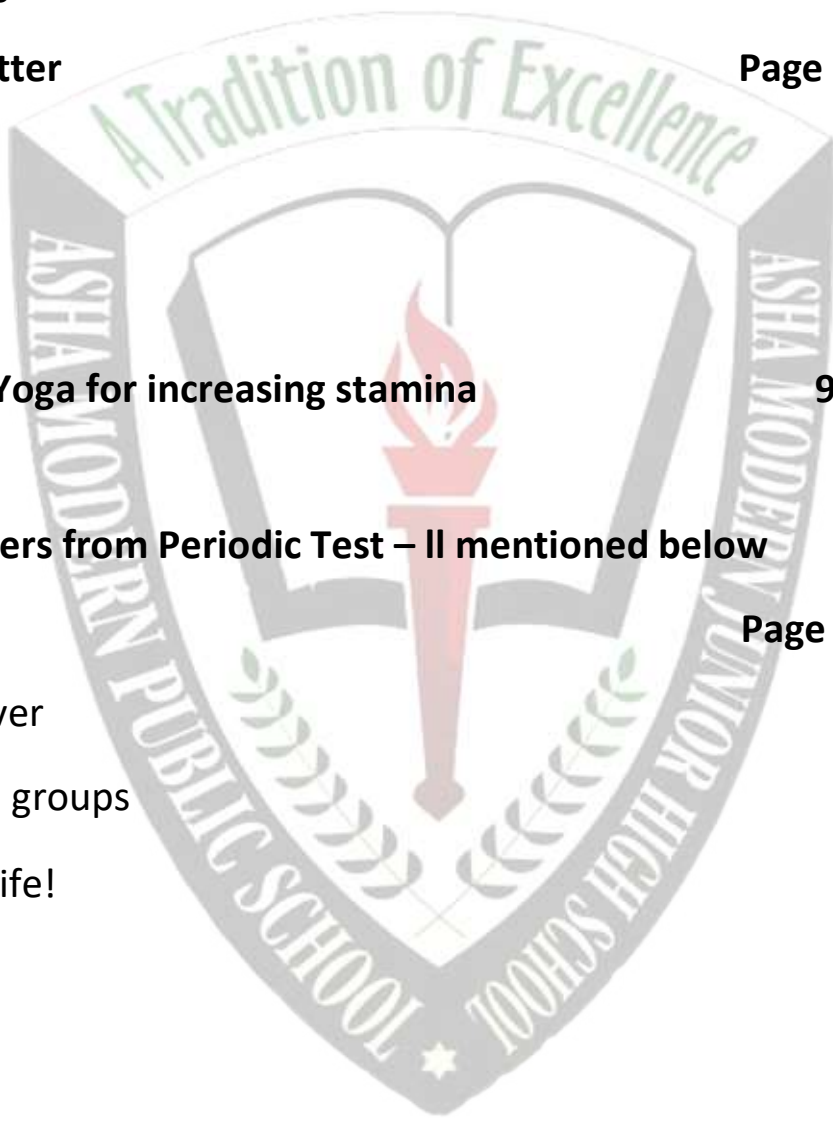 tter Page
A Tradition of Excellence
ASHA MODERN PUBLIC SCHOOL
ASHA MODERN JUNIOR HIGH SCHOOL
Yoga for increasing stamina 9
ers from Periodic Test – ll mentioned below
Page
yer
groups
ife!